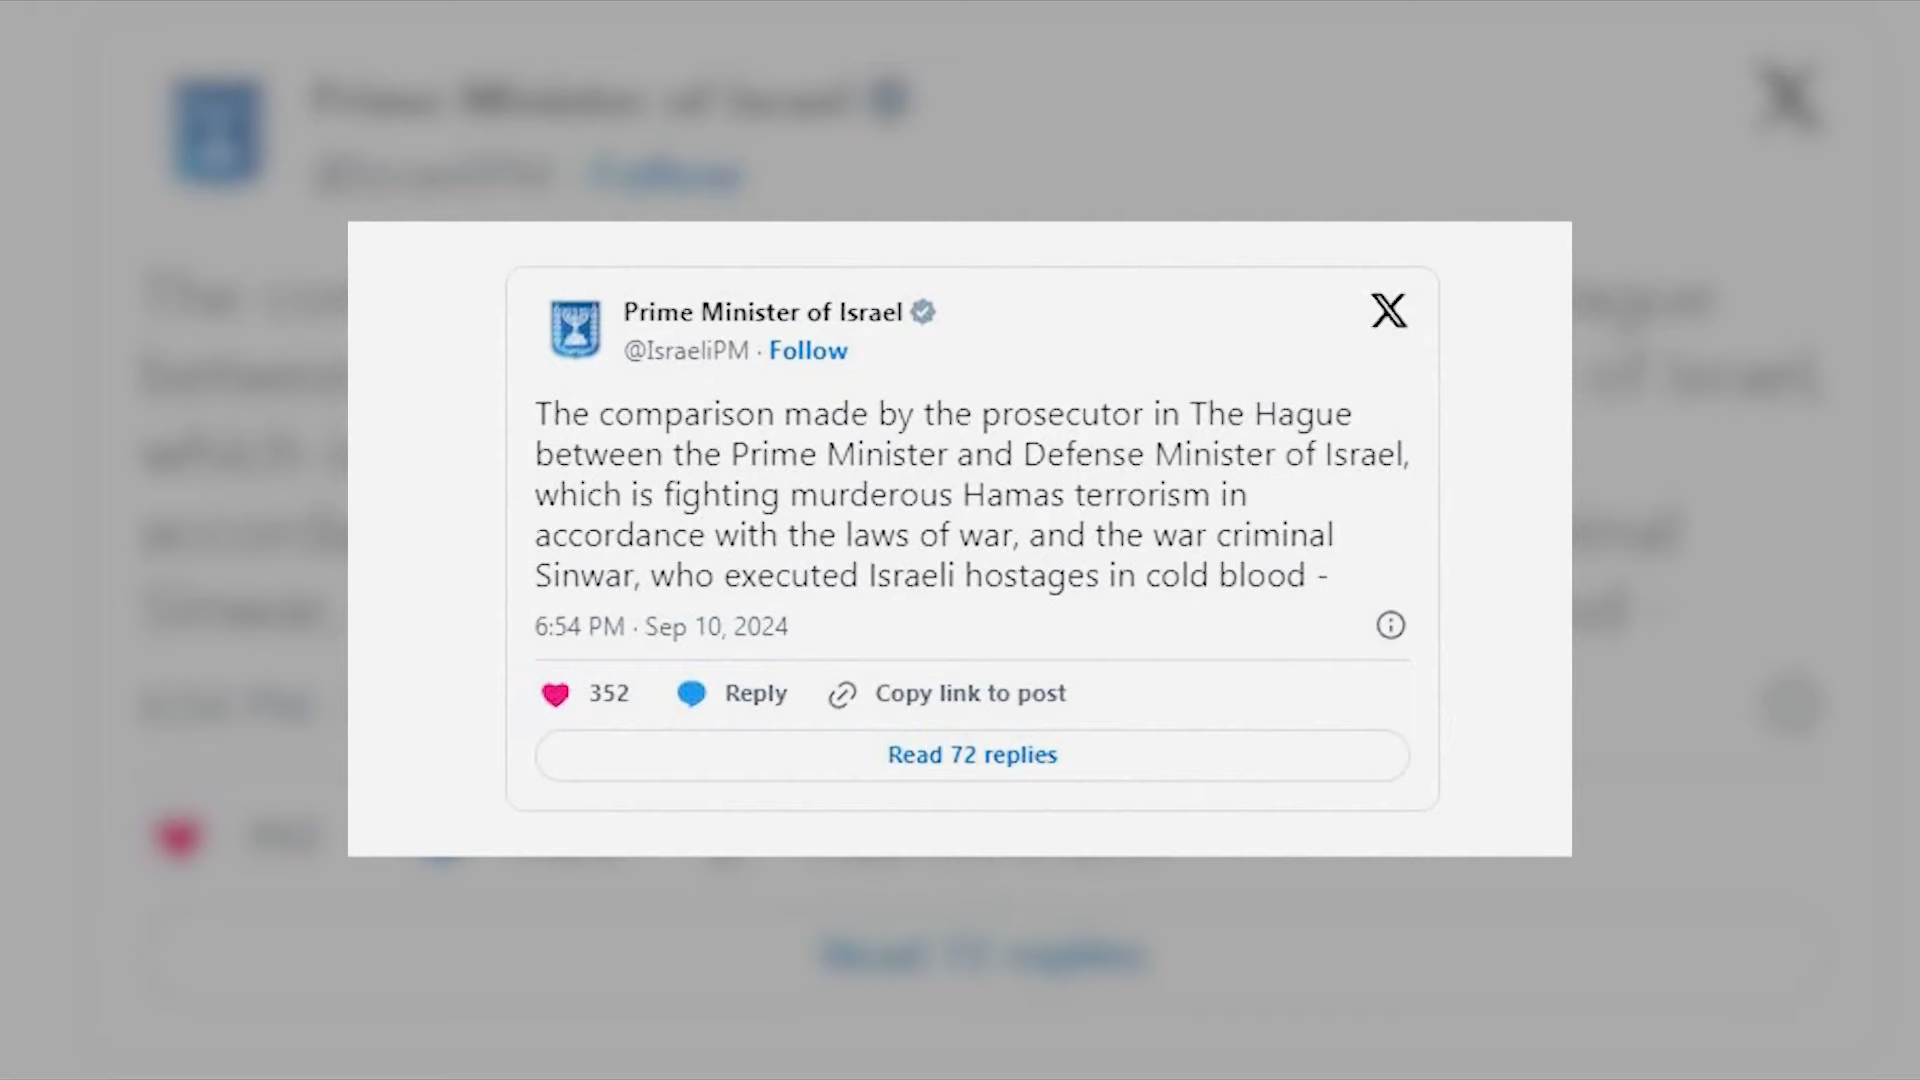 Prime Minister of Israel
@IsraeliPM · Follow
The comparison made by the prosecutor in The Hague
between the Prime Minister and Defense Minister of Israel,
which is fighting murderous Hamas terrorism in
accordance with the laws of war, and the war criminal
Sinwar, who executed Israeli hostages in cold blood -
6:54 PM · Sep 10, 2024
352 Reply Copy link to post
Read 72 replies